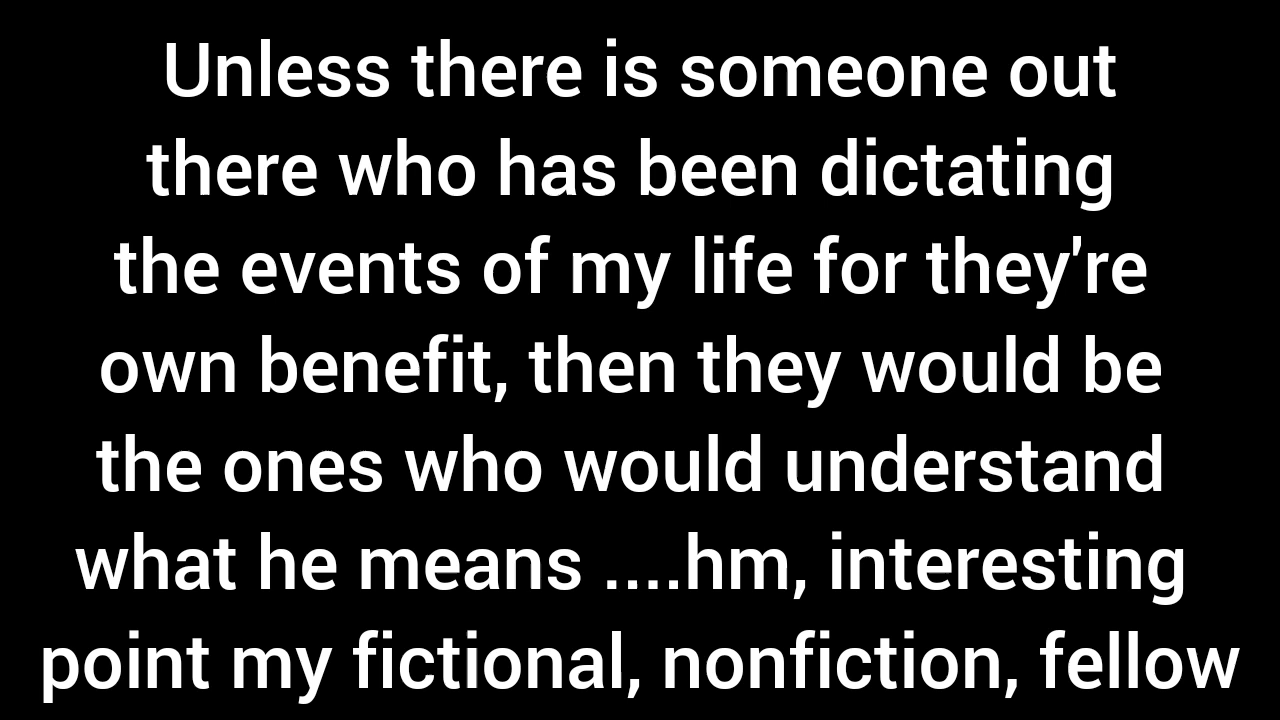 Unless there is someone out
there who has been dictating
the events of my life for they're
own benefit, then they would be
the ones who would understand
what he means ....hm, interesting
point my fictional, nonfiction, fellow